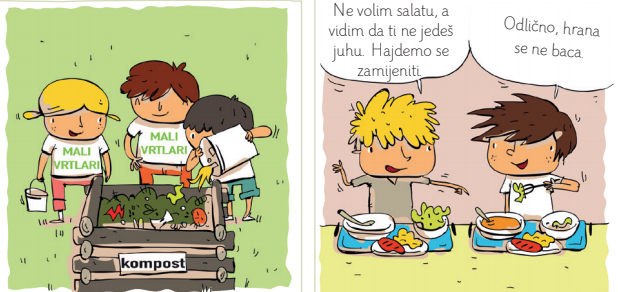 MALI
VRTLARI
MALI
VRTLARI
kompost
Ne volim salatu, a
vidim da ti ne jedeš
juhu. Hajdemo se
zamijeniti
Odlično, hrana
se ne baca